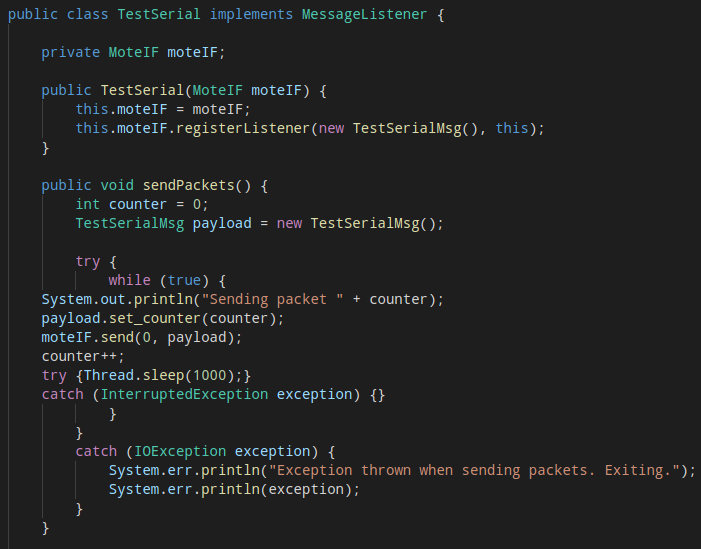 public class TestSerial implements MessageListener {
private MoteIF moteIF;
public TestSerial(MoteIF moteIF) {
this.moteIF = moteIF;
this.moteIF.registerListener(new TestSerialMsg(), this);
}
public void sendPackets() {
int counter = 0;
TestSerialMsg payload = new TestSerialMsg();
try {
while (true) {
System.out.println("Sending packet " + counter);
payload.set_counter(counter);
moteIF.send(0, payload);
counter++;
try {Thread.sleep(1000);}
catch (InterruptedException exception) {}
}
}
catch (IOException exception) {
System.err.println("Exception thrown when sending packets. Exiting.");
System.err.println(exception);
}
}